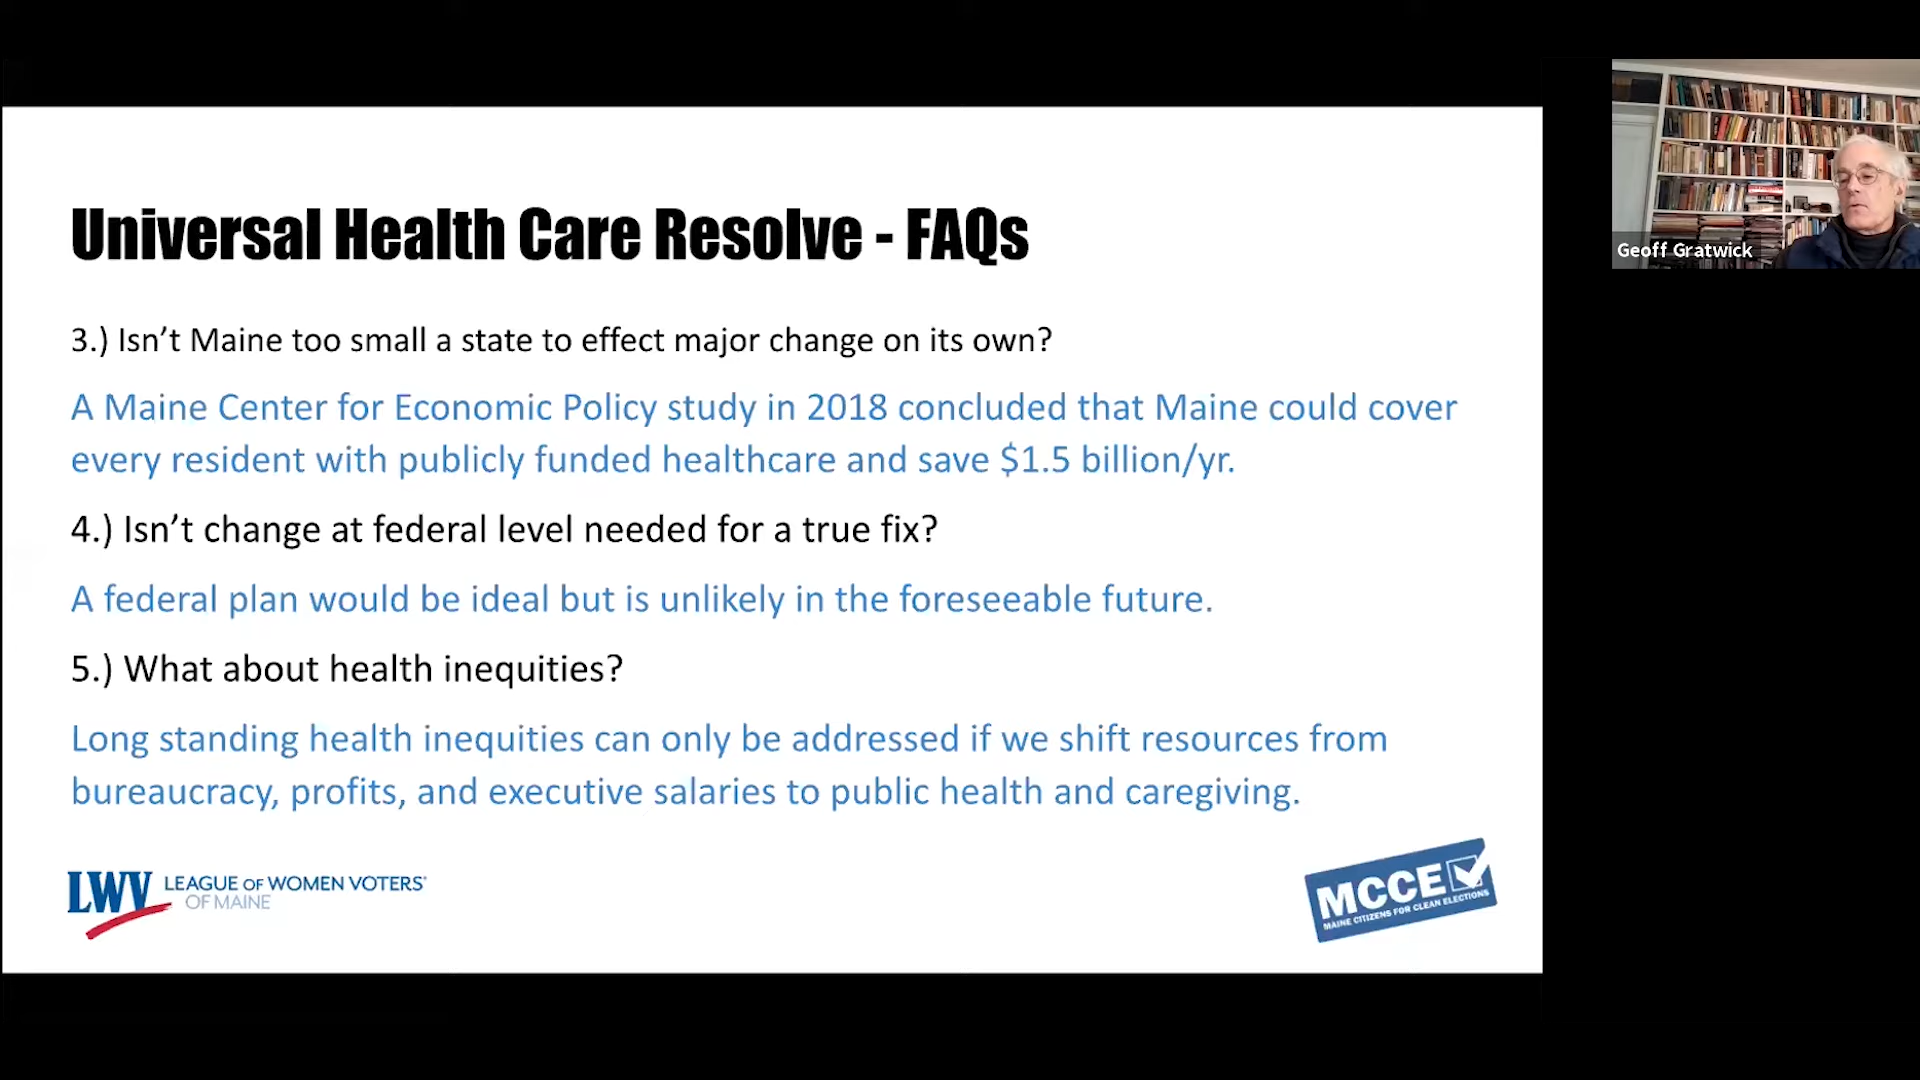 Universal Health Care Resolve - FAQs
3.) Isn’t Maine too small a state to effect major change on its own?
A Maine Center for Economic Policy study in 2018 concluded that Maine could cover
every resident with publicly funded healthcare and save $1.5 billion/yr.
4.) Isn’t change at federal level needed for a true fix?
A federal plan would be ideal but is unlikely in the foreseeable future.
5.) What about health inequities?
Long standing health inequities can only be addressed if we shift resources from
bureaucracy, profits, and executive salaries to public health and caregiving.
LWV LEAGUE OF WOMEN VOTERS®
OF MAINE
MCCE
MAINE CITIZENS FOR CLEAN ELECTIONS
Geoff Gratwick